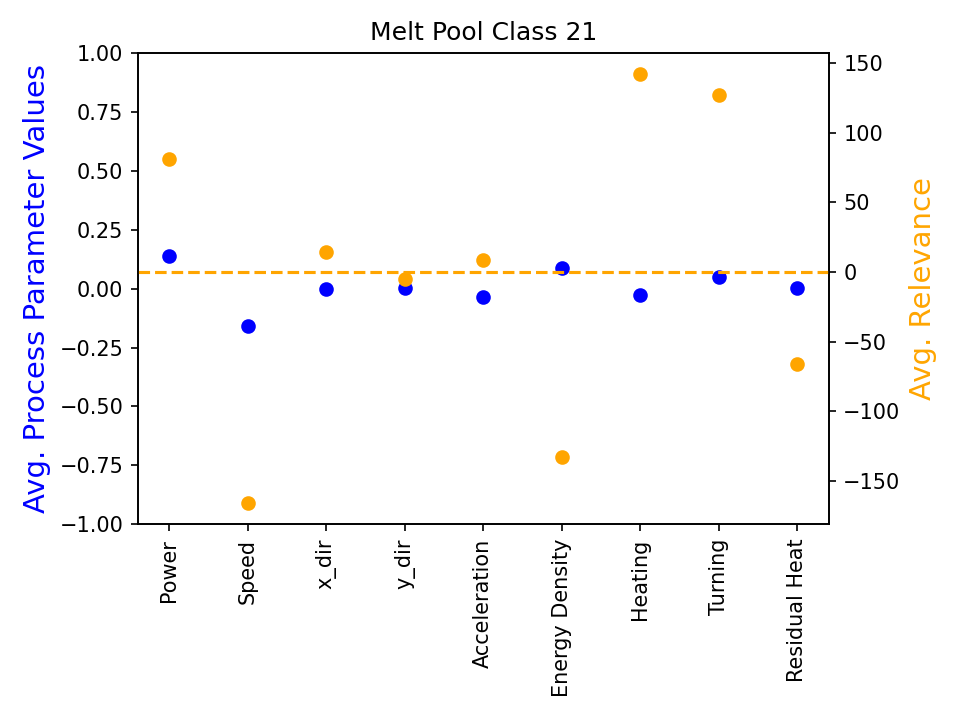 Melt Pool Class 21
Avg. Process Parameter Values
1.00
0.75
0.50
0.25
0.00
−0.25
−0.50
−0.75
−1.00
150
100
50
0
−50
−100
−150
Avg. Relevance
Power
Speed
x_dir
y_dir
Acceleration
Energy Density
Heating
Turning
Residual Heat